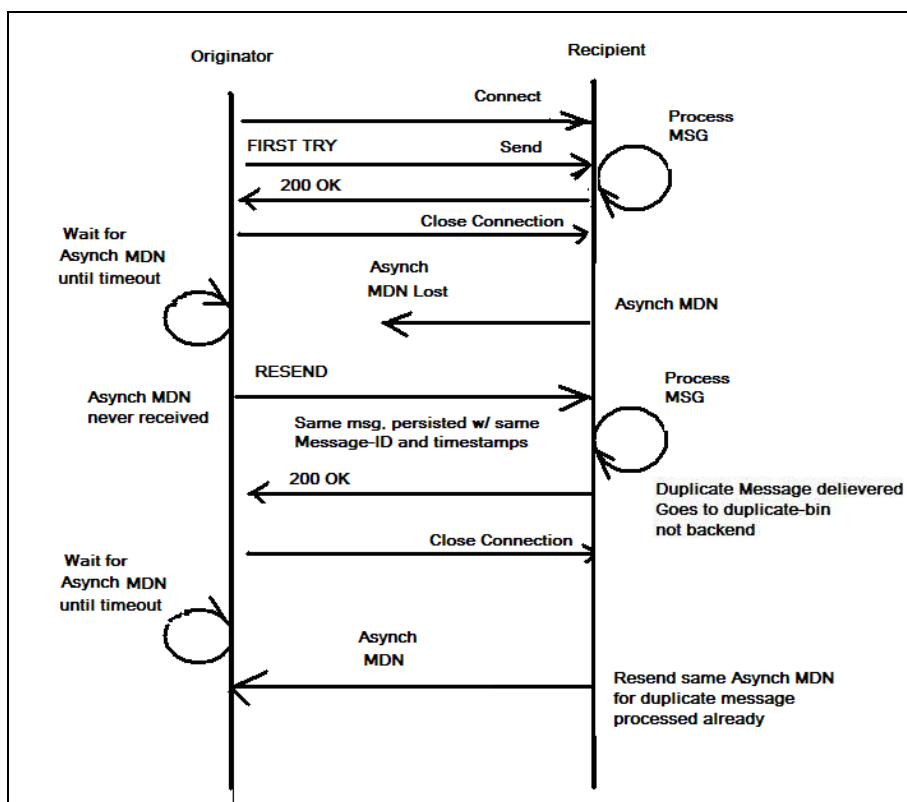 Originator
Recipient
Connect
Process
MSG
FIRST TRY
Send
200 OK
Close Connection
Wait for
Asynch MDN
until timeout
Asynch
MDN Lost
Asynch MDN
RESEND
Asynch MDN
never received
Process
MSG
Same msg, persisted w/ same
Message-ID and timestamps
200 OK
Duplicate Message delievered
Goes to duplicate-bin
not backend
Close Connection
Wait for
Asynch MDN
until timeout
Asynch
MDN
Resend same Asynch MDN
for duplicate message
processed already